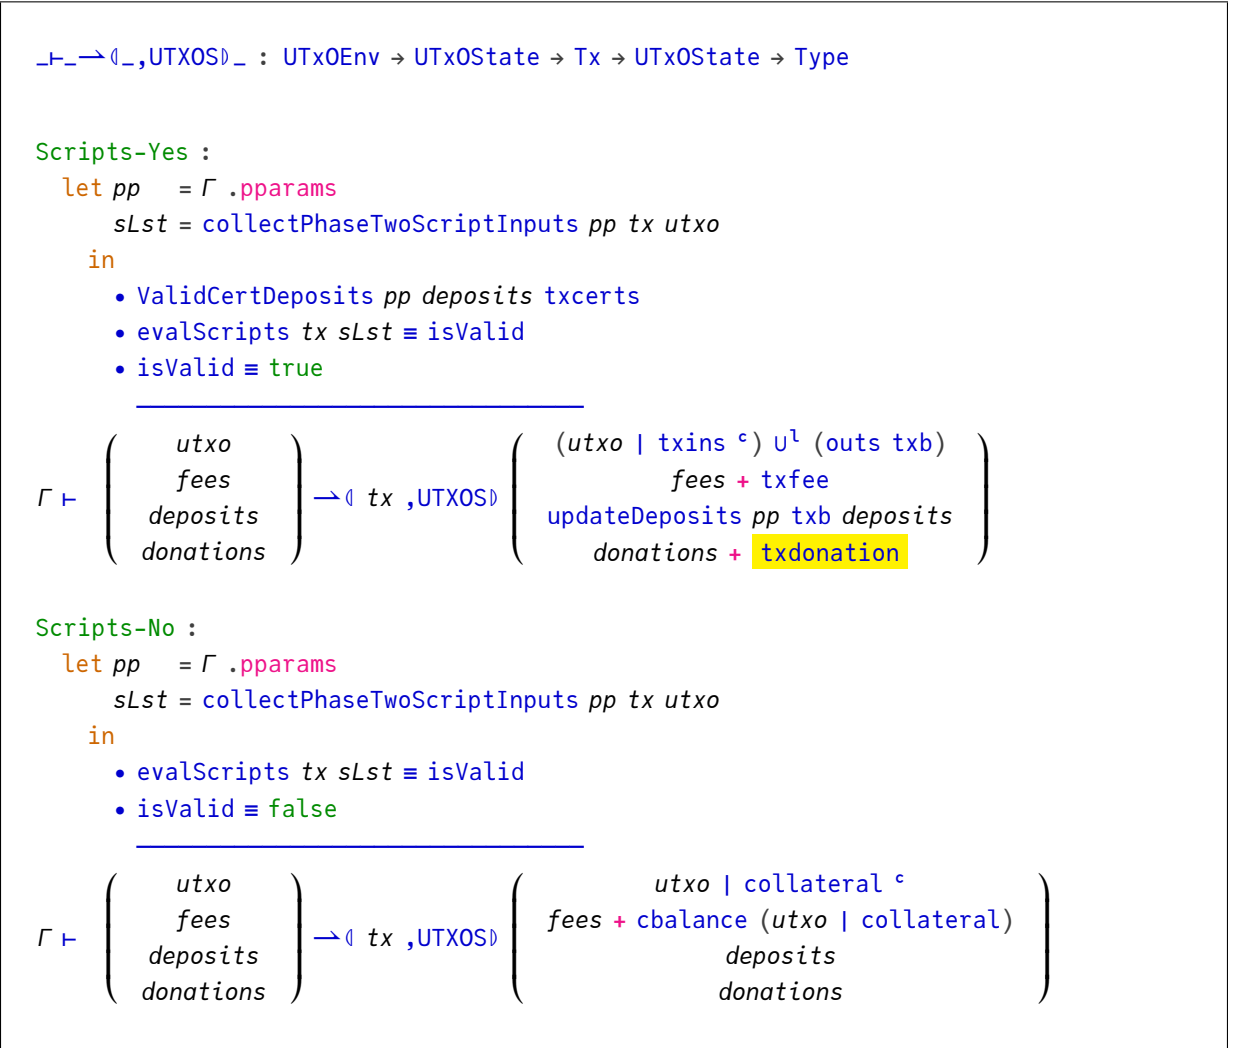 _⊢_⇀⦇_,UTXOS⦈_ : UTxOEnv → UTxOState → Tx → UTxOState → Type
Scripts-Yes :
let pp = Γ .pparams
sLst = collectPhaseTwoScriptInputs pp tx utxo
in
• ValidCertDeposits pp deposits txcerts
• evalScripts tx sLst ≡ isValid
• isValid ≡ true
utxo (utxo ∣ txins ᶜ) ∪ˡ (outs txb)
fees fees + txfee
Γ ⊢ ⇀⦇ tx ,UTXOS⦈
deposits updateDeposits pp txb deposits
donations donations + txdonation
Scripts-No :
let pp = Γ .pparams
sLst = collectPhaseTwoScriptInputs pp tx utxo
in
• evalScripts tx sLst ≡ isValid
• isValid ≡ false
utxo utxo ∣ collateral ᶜ
fees fees + cbalance (utxo ∣ collateral)
Γ ⊢ ⇀⦇ tx ,UTXOS⦈
deposits deposits
donations donations